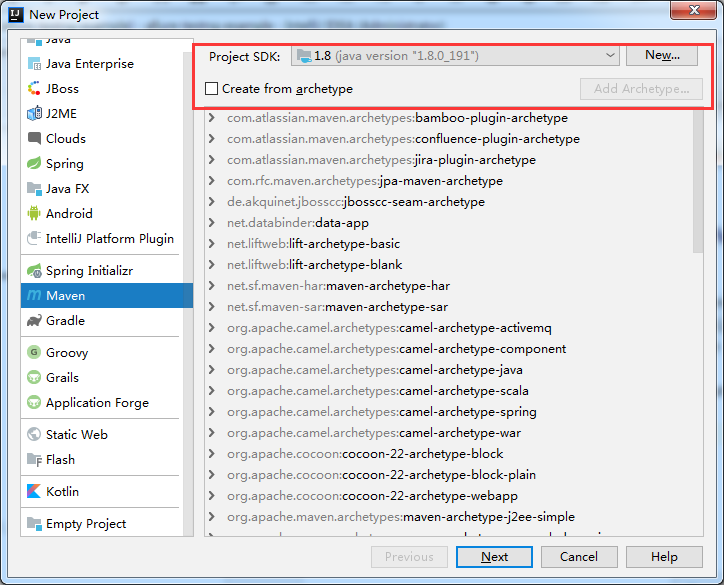 New Project
Java
Java Enterprise
JBoss
J2ME
Clouds
Spring
Java FX
Android
IntelliJ Platform Plugin
Spring Initializr
Maven
Gradle
Groovy
Grails
Application Forge
Static Web
Flash
Kotlin
Empty Project
Project SDK: 1.8 (java version "1.8.0_191") New...
Create from archetype Add Archetype...
com.atlassian.maven.archetypes:bamboo-plugin-archetype
com.atlassian.maven.archetypes:confluence-plugin-archetype
com.atlassian.maven.archetypes:jira-plugin-archetype
com.rfc.maven.archetypes:jpa-maven-archetype
de.akquinet.jbosscc:jbosscc-seam-archetype
net.databinder:data-app
net.liftweb:lift-archetype-basic
net.liftweb:lift-archetype-blank
net.sf.maven-har:maven-archetype-har
net.sf.maven-sar:maven-archetype-sar
org.apache.camel.archetypes:camel-archetype-activemq
org.apache.camel.archetypes:camel-archetype-component
org.apache.camel.archetypes:camel-archetype-java
org.apache.camel.archetypes:camel-archetype-scala
org.apache.camel.archetypes:camel-archetype-spring
org.apache.camel.archetypes:camel-archetype-war
org.apache.cocoon:cocoon-22-archetype-block
org.apache.cocoon:cocoon-22-archetype-block-plain
org.apache.cocoon:cocoon-22-archetype-webapp
org.apache.maven.archetypes:maven-archetype-j2ee-simple
Previous Next Cancel Help